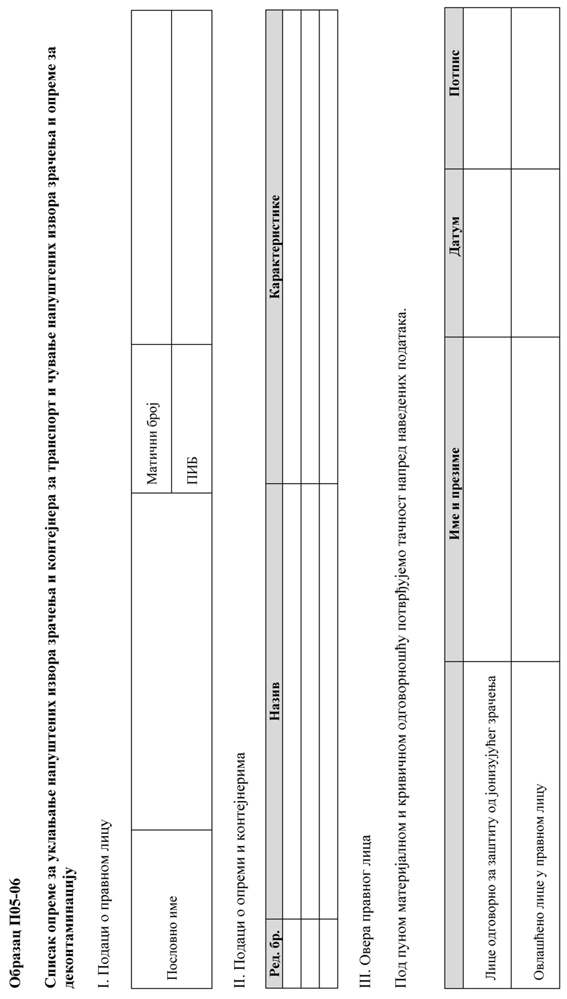 Образац П05-06
Списак опреме за уклањање напуштених извора зрачења и контејнера за транспорт и чување напуштених извора зрачења и опреме за
деконтаминацију
I. Подаци о правном лицу
Пословно име
Матични број
ПИБ
II. Подаци о опреми и контејнерима
Ред. бр. Назив Карактеристике
III. Овера правног лица
Под пуном материјалном и кривичном одговорношћу потврђујемо тачност напред наведених података.
Име и презиме Датум Потпис
Лице одговорно за заштиту од јонизујућег зрачења
Овлашћено лице у правном лицу